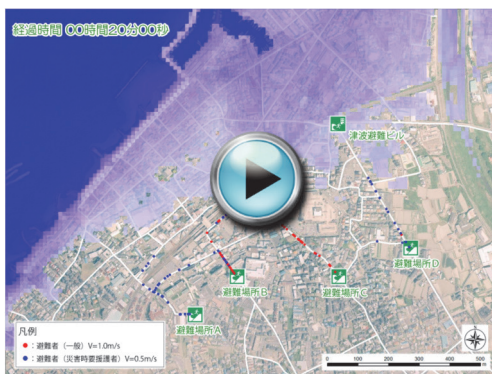 経過時間 00時間20分00秒
津波避難ビル
避難場所D
避難場所B
避難場所C
避難場所A
凡例
：避難者（一般）V=1.0m/s
：避難者（災害時要援護者）V=0.5m/s
0 100 200 300 400 500
m